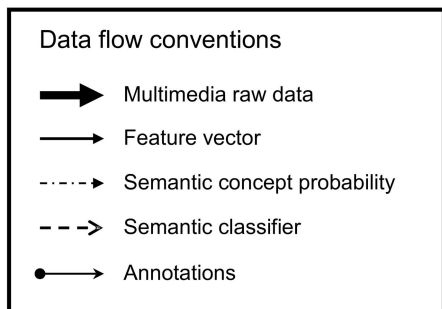 Data flow conventions
Multimedia raw data
Feature vector
Semantic concept probability
Semantic classifier
Annotations